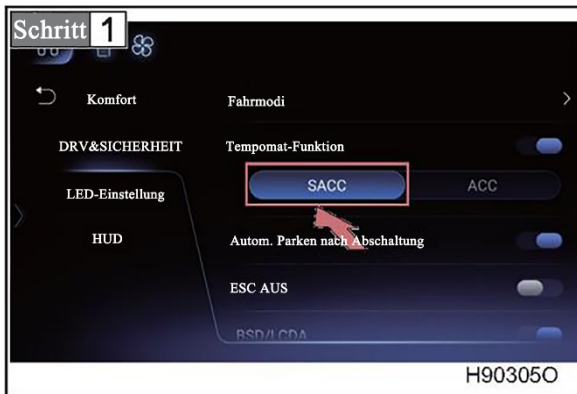 Schritt 1
Komfort
Fahrmodi
DRV&SICHERHEIT
Tempomat-Funktion
LED-Einstellung
SACC
ACC
HUD
Autom. Parken nach Abschaltung
ESC AUS
BSD/LCDA
H90305O